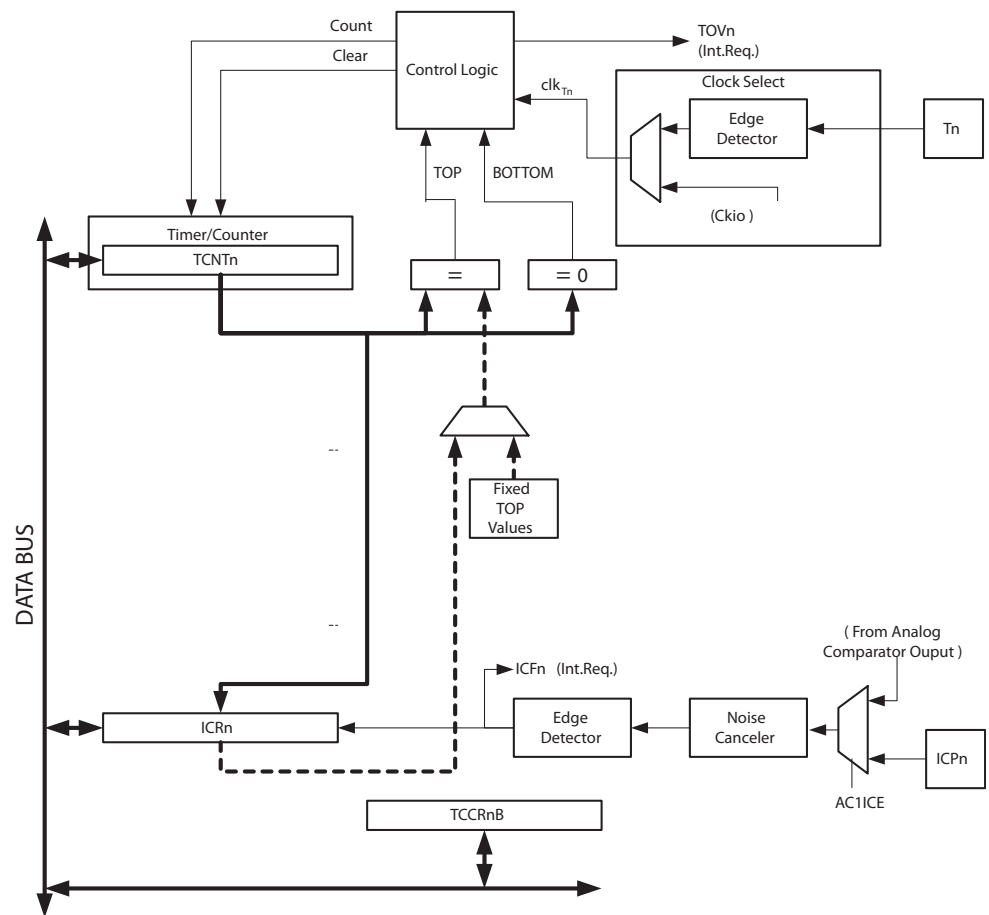 Count
Clear
Control Logic
TOVn
(Int.Req.)
clkTn
Clock Select
Edge
Detector
Tn
TOP
BOTTOM
(Ckio )
Timer/Counter
TCNTn
=
= 0
--
Fixed
TOP
Values
DATA BUS
--
( From Analog
Comparator Ouput )
ICFn (Int.Req.)
ICRn
Edge
Detector
Noise
Canceler
ICPn
AC1ICE
TCCRnB